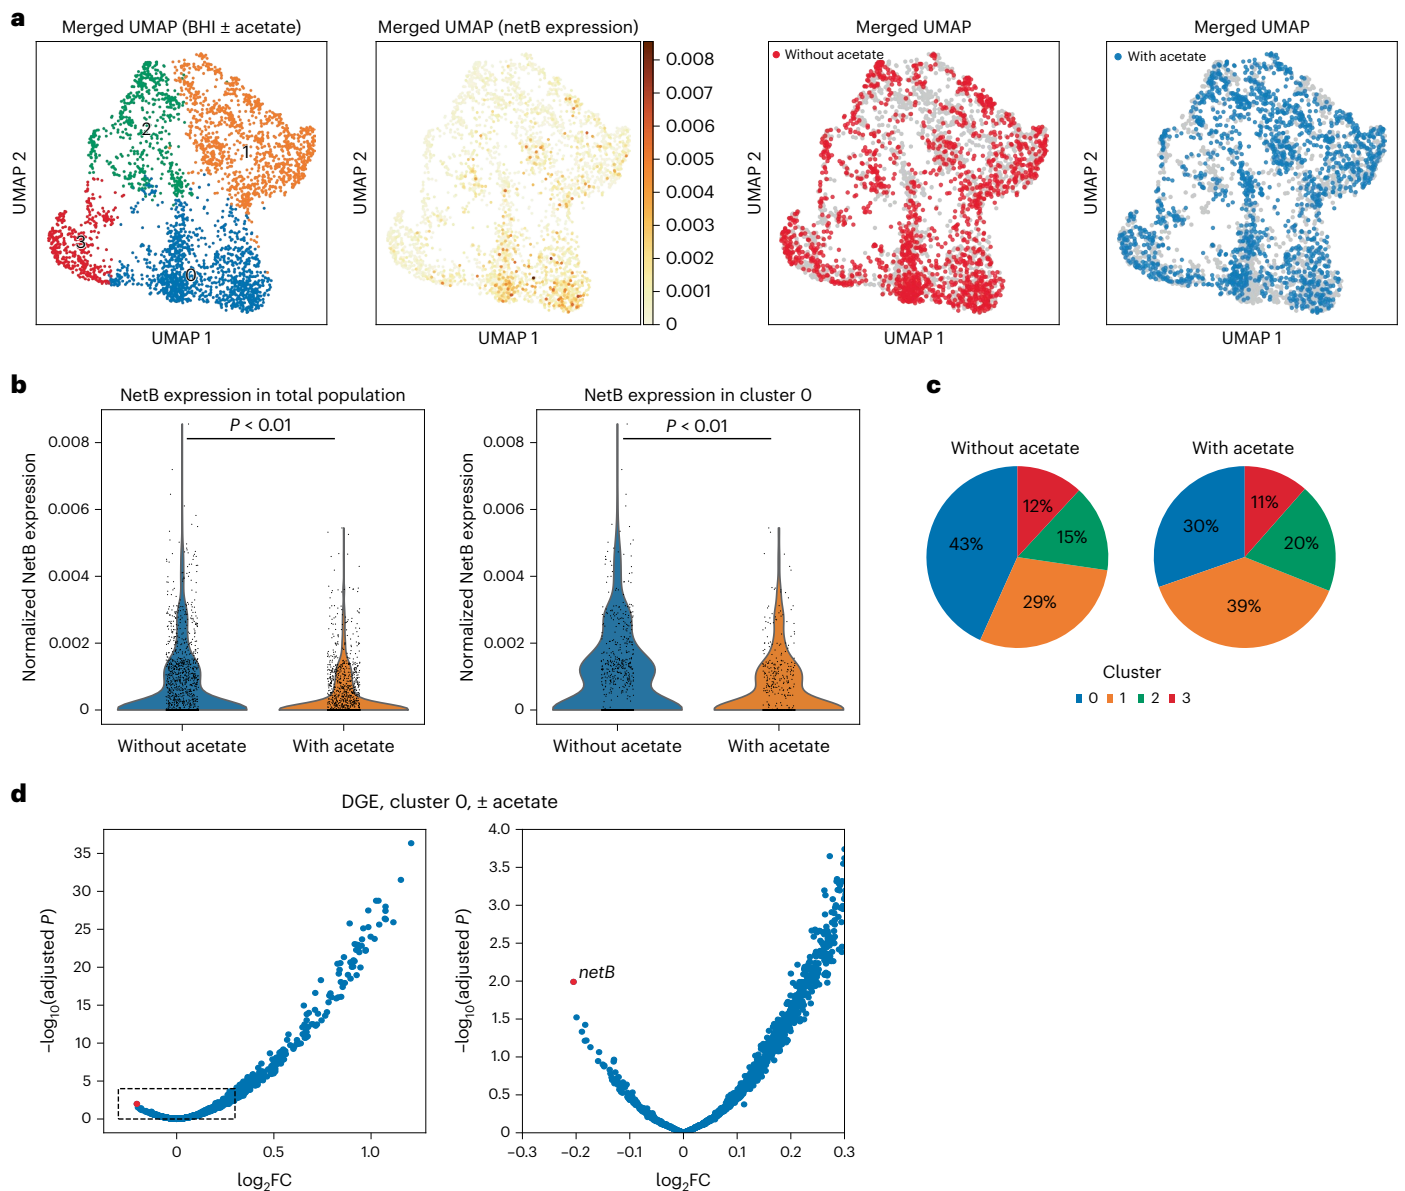 a
Merged UMAP (BHI ± acetate)
Merged UMAP (netB expression)
Merged UMAP
Merged UMAP
2
1
3
0
UMAP 2
UMAP 1
UMAP 2
UMAP 1
0.008
0.007
0.006
0.005
0.004
0.003
0.002
0.001
0
Without acetate
UMAP 2
UMAP 1
With acetate
UMAP 2
UMAP 1
b
NetB expression in total population
P < 0.01
Normalized NetB expression
0.008
0.006
0.004
0.002
0
Without acetate
With acetate
NetB expression in cluster 0
P < 0.01
Normalized NetB expression
0.008
0.006
0.004
0.002
0
Without acetate
With acetate
c
Without acetate
12%
15%
29%
43%
With acetate
11%
20%
39%
30%
Cluster
0 1 2 3
d
DGE, cluster 0, ± acetate
−log10(adjusted P)
35
30
25
20
15
10
5
0
0 0.5 1.0
log2FC
−log10(adjusted P)
4.0
3.5
3.0
2.5
2.0
1.5
1.0
0.5
0
netB
−0.3 −0.2 −0.1 0 0.1 0.2 0.3
log2FC